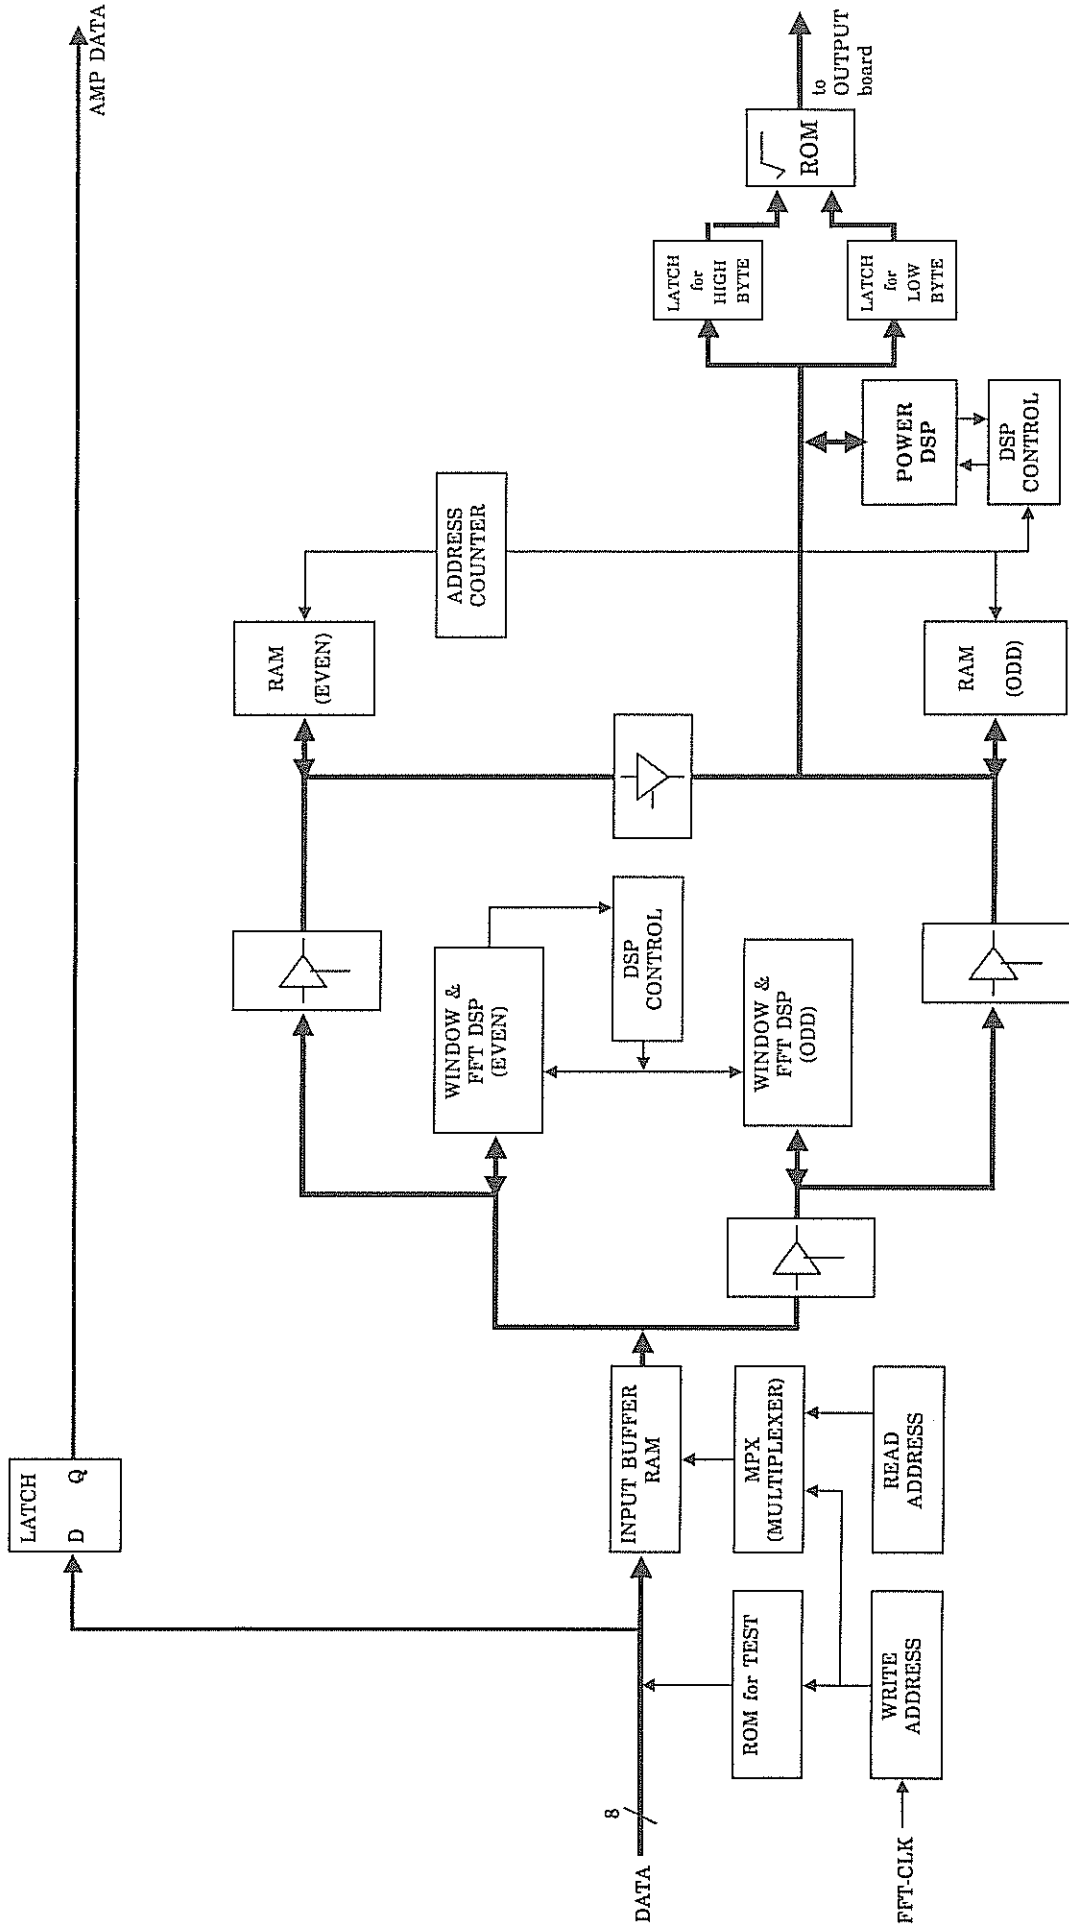 AMP DATA
LATCH
D Q
to
OUTPUT
board
ROM
LATCH
for
HIGH
BYTE
LATCH
for
LOW
BYTE
POWER
DSP
DSP
CONTROL
ADDRESS
COUNTER
RAM
(EVEN)
RAM
(ODD)
WINDOW &
FFT DSP
(EVEN)
DSP
CONTROL
WINDOW &
FFT DSP
(ODD)
INPUT BUFFER
RAM
MPX
(MULTIPLEXER)
READ
ADDRESS
ROM for TEST
WRITE
ADDRESS
8
DATA
FFT-CLK